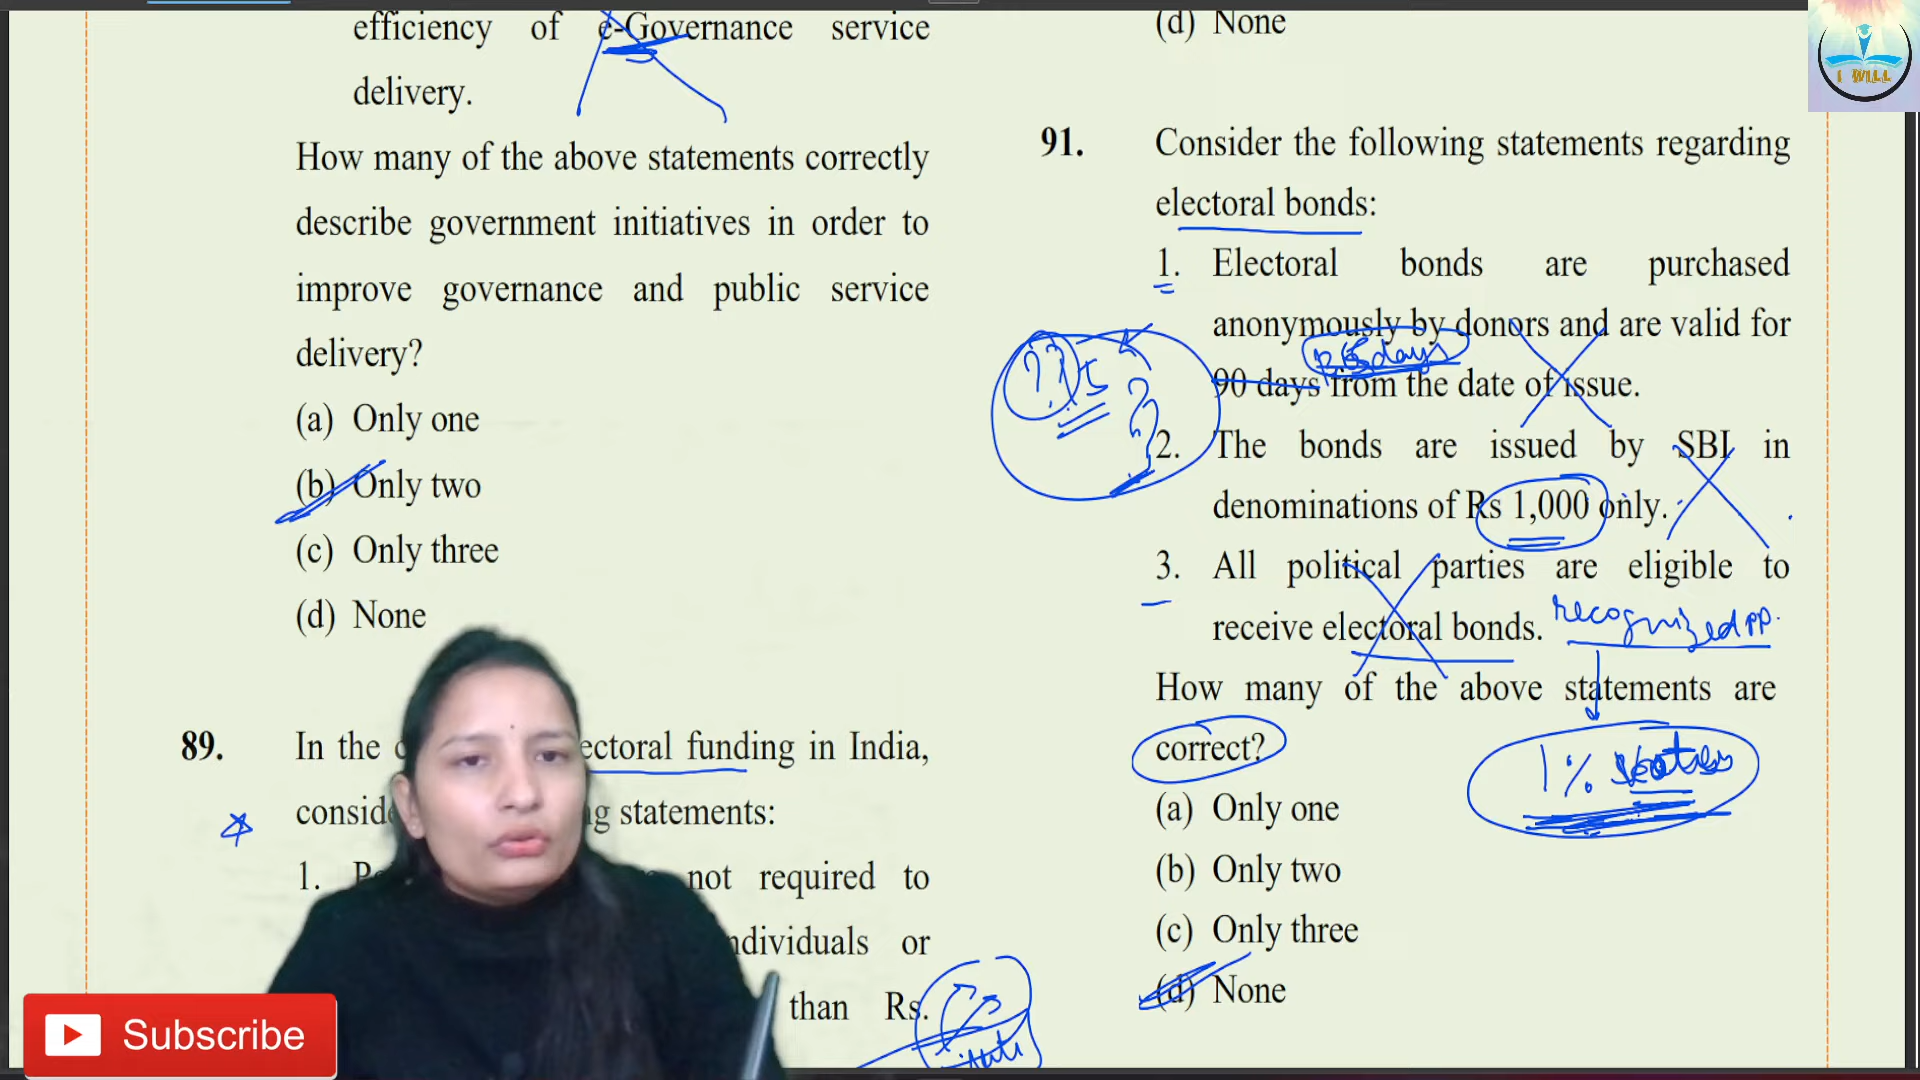 efficiency of e-Governance service
delivery.
How many of the above statements correctly
describe government initiatives in order to
improve governance and public service
delivery?
(a) Only one
(b) Only two
(c) Only three
(d) None
89. In the
ectoral funding in India,
consid
g statements:
1.
not required to
ndividuals or
than Rs.
Subscribe
(d) None
91. Consider the following statements regarding
electoral bonds:
1. Electoral bonds are purchased
anonymously by donors and are valid for
15 days
90 days from the date of issue.
??15 ?
2. The bonds are issued by SBI in
denominations of Rs 1,000 only.
3. All political parties are eligible to
receive electoral bonds. recognized pp.
How many of the above statements are
correct?
1%
(a) Only one
(b) Only two
(c) Only three
(d) None
I WILL